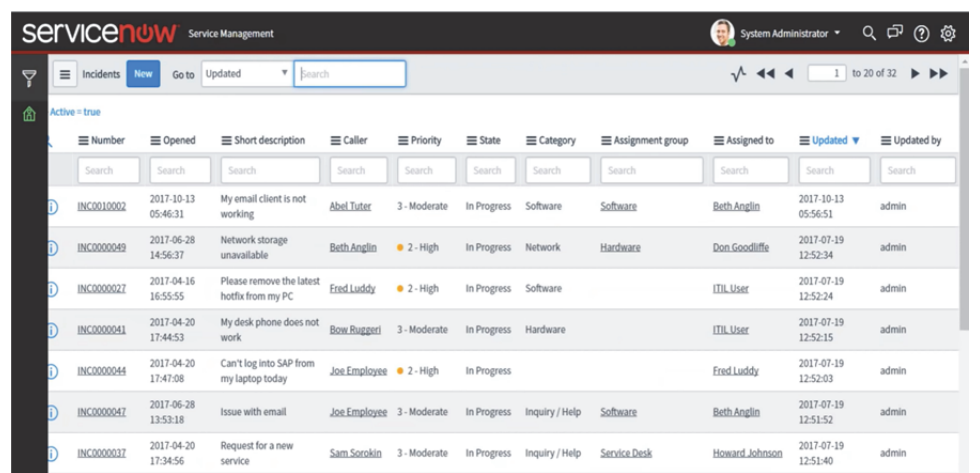 servicenow Service Management System Administrator
Incidents New Go to Updated Search 1 to 20 of 32
Active = true
Number Opened Short description Caller Priority State Category Assignment group Assigned to Updated Updated by
Search Search Search Search Search Search Search Search Search Search Search
2017-10-13 My email client is not 2017-10-13
INC0010002 Abel Tuter 3 - Moderate In Progress Software Software Beth Anglin admin
05:46:31 working 05:56:51
2017-06-28 Network storage 2017-07-19
INC0000049 Beth Anglin 2 - High In Progress Network Hardware Don Goodliffe admin
14:56:37 unavailable 12:52:34
2017-04-16 Please remove the latest 2017-07-19
INC0000027 Fred Luddy 2 - High In Progress Software ITIL User admin
16:55:55 hotfix from my PC 12:52:24
2017-04-20 My desk phone does not 2017-07-19
INC0000041 Bow Ruggeri 3 - Moderate In Progress Hardware ITIL User admin
17:44:53 work 12:52:15
2017-04-20 Can't log into SAP from 2017-07-19
INC0000044 Joe Employee 2 - High In Progress Fred Luddy admin
17:47:08 my laptop today 12:52:03
2017-06-28 2017-07-19
INC0000047 Issue with email Joe Employee 3 - Moderate In Progress Inquiry / Help Software Beth Anglin admin
13:53:18 12:51:52
2017-04-20 Request for a new 2017-07-19
INC0000037 Sam Sorokin 3 - Moderate In Progress Inquiry / Help Service Desk Howard Johnson admin
17:34:56 service 12:51:40